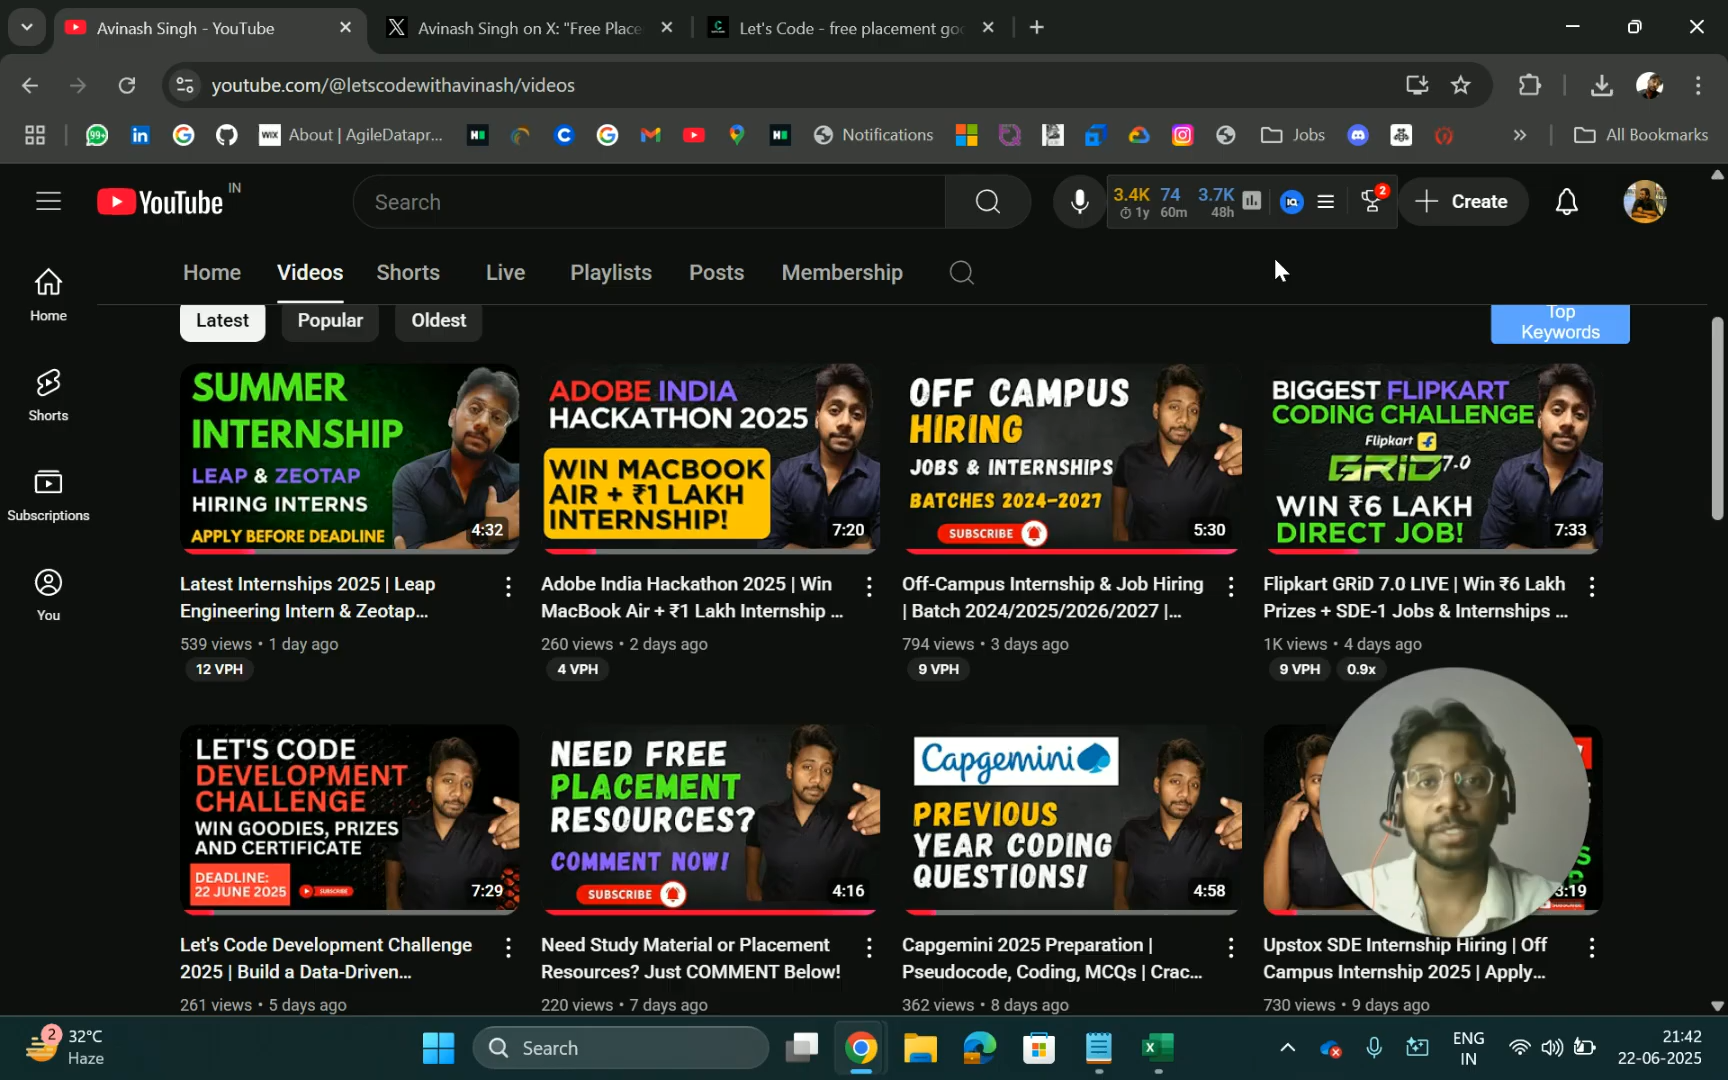 Avinash Singh - YouTube
Avinash Singh on X: "Free Place
Let's Code - free placement goo
youtube.com/@letscodewithavinash/videos
99+
WIX About | AgileDatapr...
Notifications
Jobs
All Bookmarks
YouTube IN
Search
3.4K 74 3.7K
1y 60m 48h
2
Create
Home
Videos
Shorts
Live
Playlists
Posts
Membership
Latest
Popular
Oldest
Top
Keywords
Home
Shorts
Subscriptions
You
SUMMER
INTERNSHIP
LEAP & ZEOTAP
HIRING INTERNS
APPLY BEFORE DEADLINE
4:32
Latest Internships 2025 | Leap
Engineering Intern & Zeotap...
539 views • 1 day ago
12 VPH
ADOBE INDIA
HACKATHON 2025
WIN MACBOOK
AIR + ₹1 LAKH
INTERNSHIP!
7:20
Adobe India Hackathon 2025 | Win
MacBook Air + ₹1 Lakh Internship ...
260 views • 2 days ago
4 VPH
OFF CAMPUS
HIRING
JOBS & INTERNSHIPS
BATCHES 2024-2027
SUBSCRIBE
5:30
Off-Campus Internship & Job Hiring
| Batch 2024/2025/2026/2027 |...
794 views • 3 days ago
9 VPH
BIGGEST FLIPKART
CODING CHALLENGE
Flipkart
GRiD 7.0
WIN ₹6 LAKH
DIRECT JOB!
7:33
Flipkart GRiD 7.0 LIVE | Win ₹6 Lakh
Prizes + SDE-1 Jobs & Internships ...
1K views • 4 days ago
9 VPH 0.9x
LET'S CODE
DEVELOPMENT
CHALLENGE
WIN GOODIES, PRIZES
AND CERTIFICATE
DEADLINE:
22 JUNE 2025
SUBSCRIBE
7:29
Let's Code Development Challenge
2025 | Build a Data-Driven...
261 views • 5 days ago
NEED FREE
PLACEMENT
RESOURCES?
COMMENT NOW!
SUBSCRIBE
4:16
Need Study Material or Placement
Resources? Just COMMENT Below!
220 views • 7 days ago
Capgemini
PREVIOUS
YEAR CODING
QUESTIONS!
4:58
Capgemini 2025 Preparation |
Pseudocode, Coding, MCQs | Crac...
362 views • 8 days ago
3:19
Upstox SDE Internship Hiring | Off
Campus Internship 2025 | Apply...
730 views • 9 days ago
2
32°C
Haze
Search
ENG
IN
21:42
22-06-2025